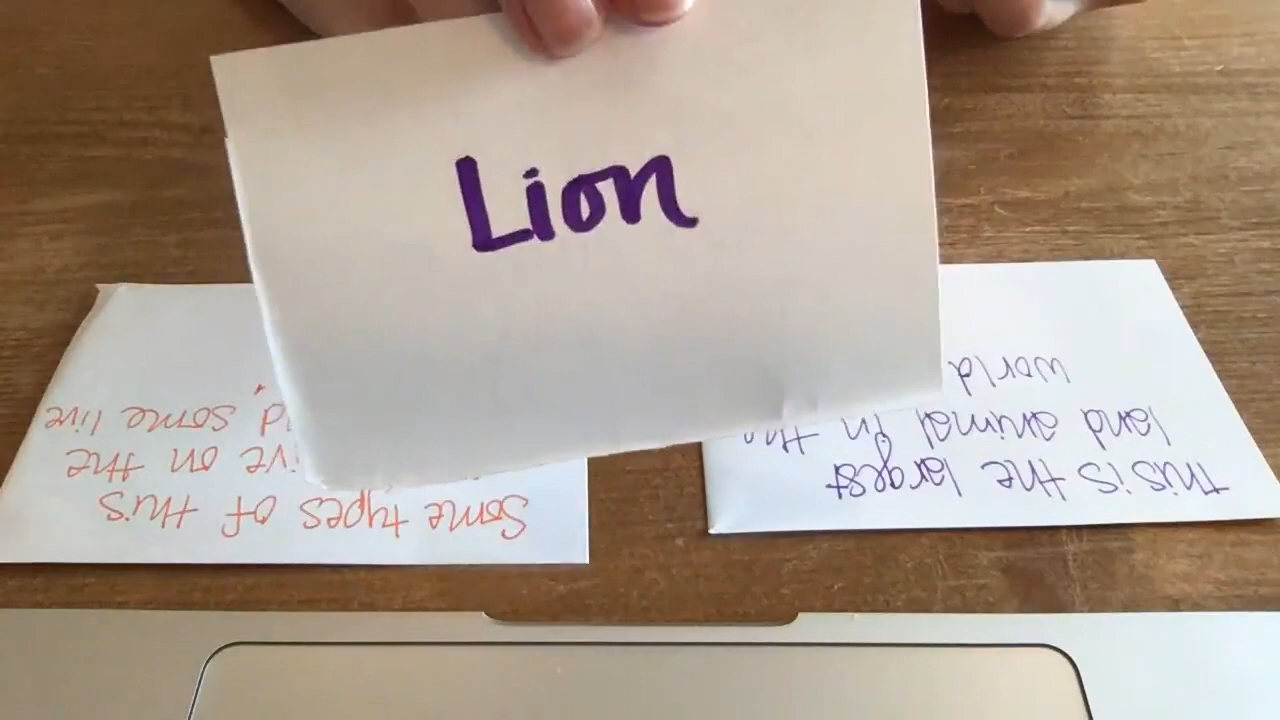 Lion
Some types of this
ive on the
d some live
This is the largest
land animal in the
world